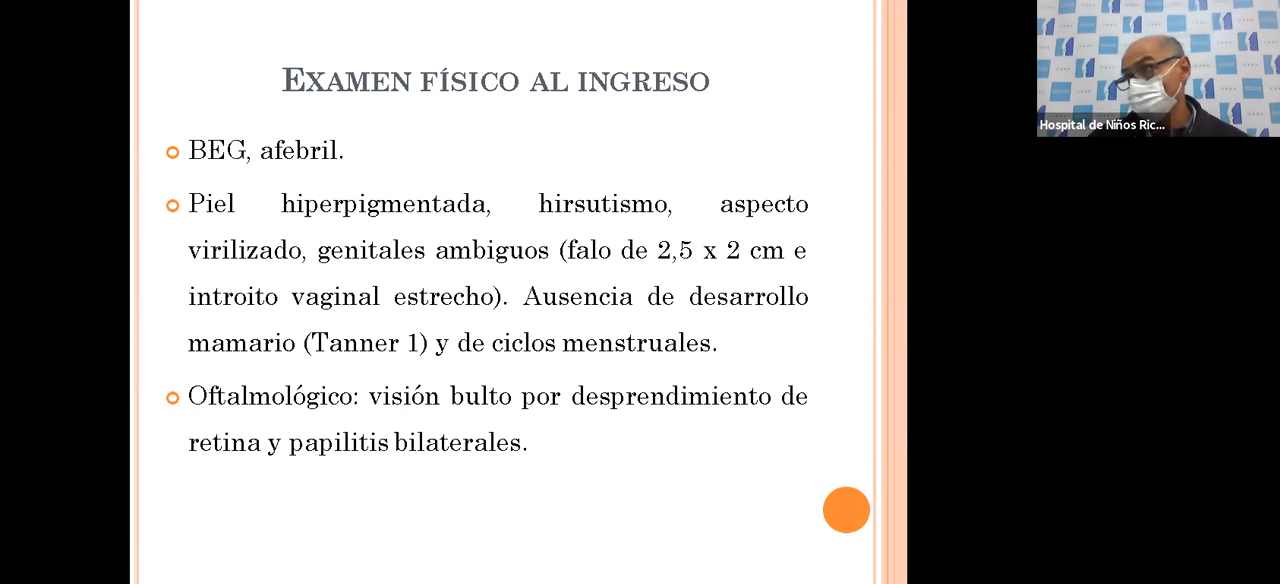 EXAMEN FÍSICO AL INGRESO
BEG, afebril.
Piel hiperpigmentada, hirsutismo, aspecto
virilizado, genitales ambiguos (falo de 2,5 x 2 cm e
introito vaginal estrecho). Ausencia de desarrollo
mamario (Tanner 1) y de ciclos menstruales.
Oftalmológico: visión bulto por desprendimiento de
retina y papilitis bilaterales.
Hospital de Niños Ric...